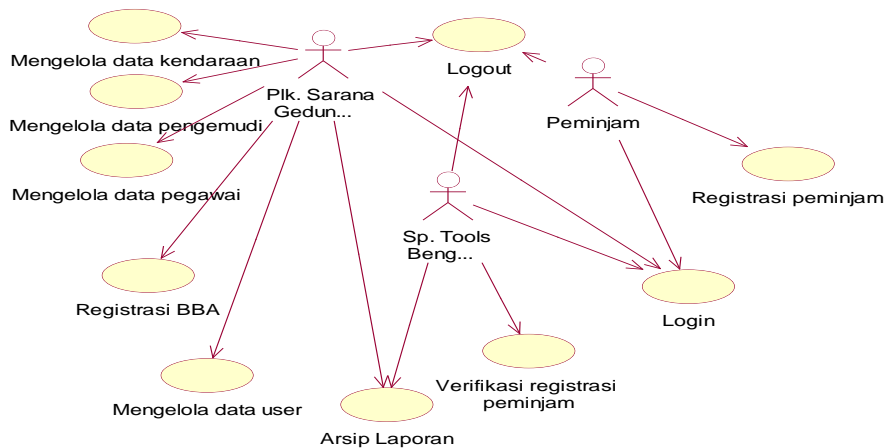 Mengelola data kendaraan
Logout
Plk. Sarana
Gedun...
Peminjam
Mengelola data pengemudi
Mengelola data pegawai
Registrasi peminjam
Sp. Tools
Beng...
Registrasi BBA
Login
Verifikasi registrasi
peminjam
Mengelola data user
Arsip Laporan